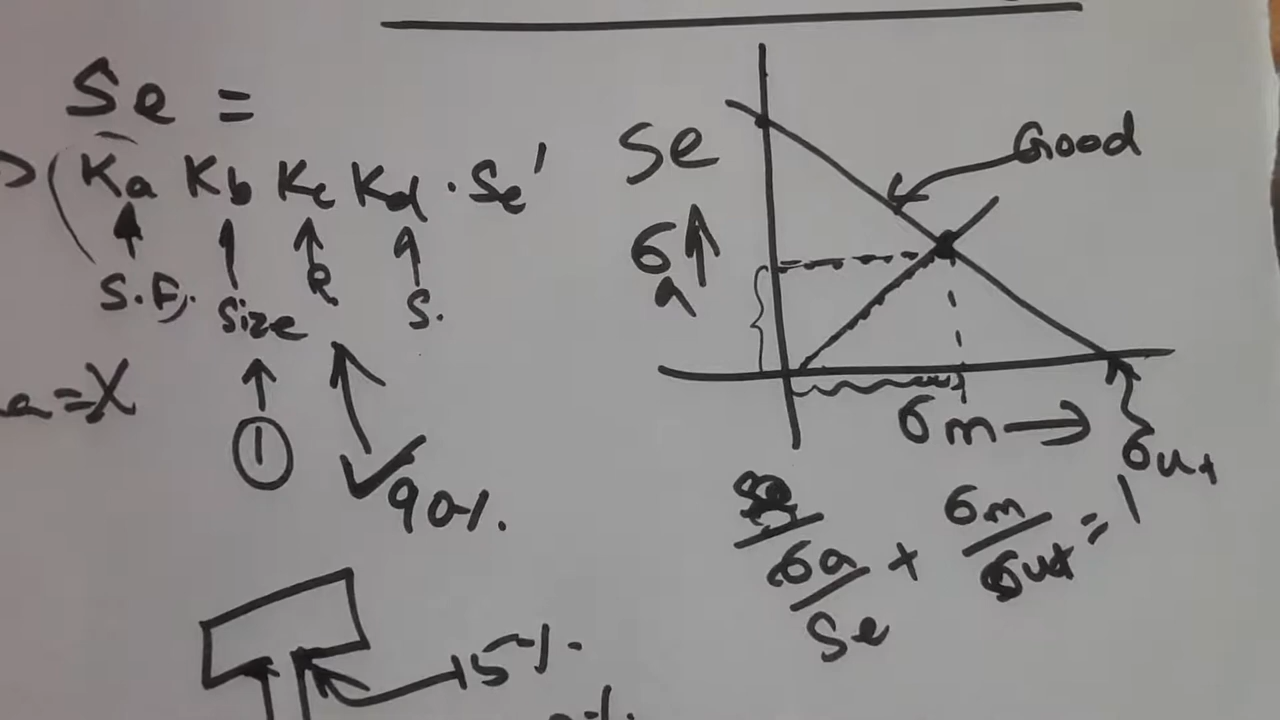 Se =
Ka Kb Kc Kd . Se'
S.F. Size R S.
a=X
1
90%.
15%.
Se
Good
σa
σm
σut
σa/Se + σm/σut = 1